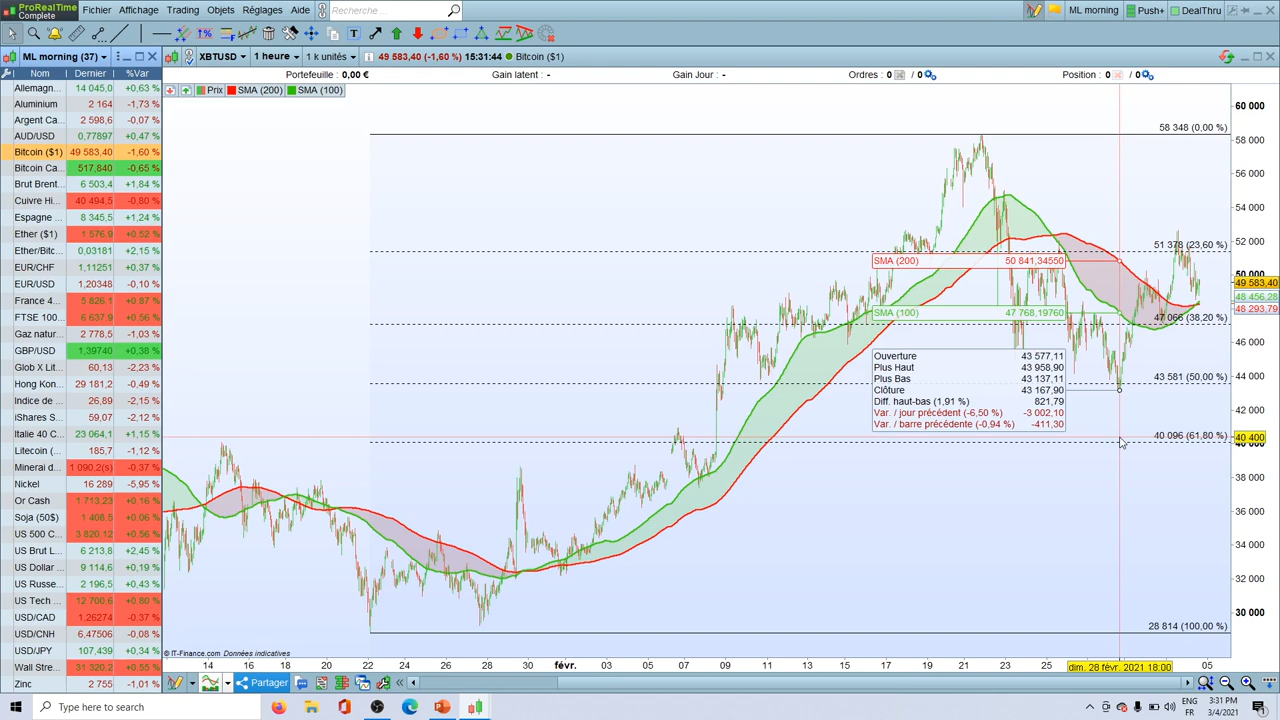 ProRealTime Complete Fichier Affichage Trading Objets Réglages Aide Recherche ML morning Push+ DealThru
ML morning (37) XBTUSD 1 heure 1 k unités 49 583,40 (-1,60 %) 15:31:44 Bitcoin ($1)
Nom Dernier %Var Portefeuille : 0,00 € Gain latent : - Gain Jour : - Ordres : 0 / 0 Position : 0 / 0
Prix SMA (200) SMA (100)
Allemagn... 14 045,0 +0,63 %
Aluminium 2 164 -1,73 %
Argent Ca... 2 598,6 -0,07 %
AUD/USD 0,77897 +0,47 %
Bitcoin ($1) 49 583,40 -1,60 %
Bitcoin Ca... 517,840 -0,65 %
Brut Brent... 6 503,4 +1,84 %
Cuivre Hi... 40 494,5 -0,80 %
Espagne ... 8 345,5 +1,24 %
Ether ($1) 1 576,9 +0,52 %
Ether/Bitc... 0,03181 +2,15 %
EUR/CHF 1,11251 +0,37 %
EUR/USD 1,20348 -0,10 %
France 4... 5 826,1 +0,87 %
FTSE 100... 6 637,9 +0,56 %
Gaz natur... 2 778,5 -1,03 %
GBP/USD 1,39740 +0,38 %
Glob X Lit... 60,13 -2,23 %
Hong Kon... 29 181,2 -0,49 %
Indice de ... 26,89 -2,15 %
iShares S... 59,07 -2,12 %
Italie 40 C... 23 064,1 +1,15 %
Litecoin (... 185,7 -1,12 %
Minerai d... 1 090,2(s) -0,37 %
Nickel 16 289 -5,95 %
Or Cash 1 713,23 +0,16 %
Soja (50$) 1 408,5 +0,06 %
US 500 C... 3 820,12 +0,56 %
US Brut L... 6 213,8 +2,45 %
US Dollar ... 9 114,6 +0,19 %
US Russe... 2 196,5 +0,43 %
US Tech ... 12 700,6 +0,80 %
USD/CAD 1,26274 -0,37 %
USD/CNH 6,47506 -0,08 %
USD/JPY 107,439 +0,34 %
Wall Stre... 31 320,2 +0,55 %
Zinc 2 755 -1,01 %
58 348 (0,00 %)
51 378 (23,60 %)
47 066 (38,20 %)
43 581 (50,00 %)
40 096 (61,80 %)
28 814 (100,00 %)
SMA (200) 50 841,34550
SMA (100) 47 768,19760
Ouverture 43 577,11
Plus Haut 43 958,90
Plus Bas 43 137,11
Clôture 43 167,90
Diff. haut-bas (1,91 %) 821,79
Var. / jour précédent (-6,50 %) -3 002,10
Var. / barre précédente (-0,94 %) -411,30
60 000
58 000
56 000
54 000
52 000
50 000
49 583,40
48 456,28
48 293,79
46 000
44 000
42 000
40 400
40 000
38 000
36 000
34 000
32 000
30 000
© IT-Finance.com Données indicatives
14 16 18 20 22 24 26 28 30 févr. 03 05 07 09 11 13 15 17 19 21 23 25 dim. 28 févr. 2021 18:00 05
Partager
Type here to search ENG 3:31 PM
FR 3/4/2021